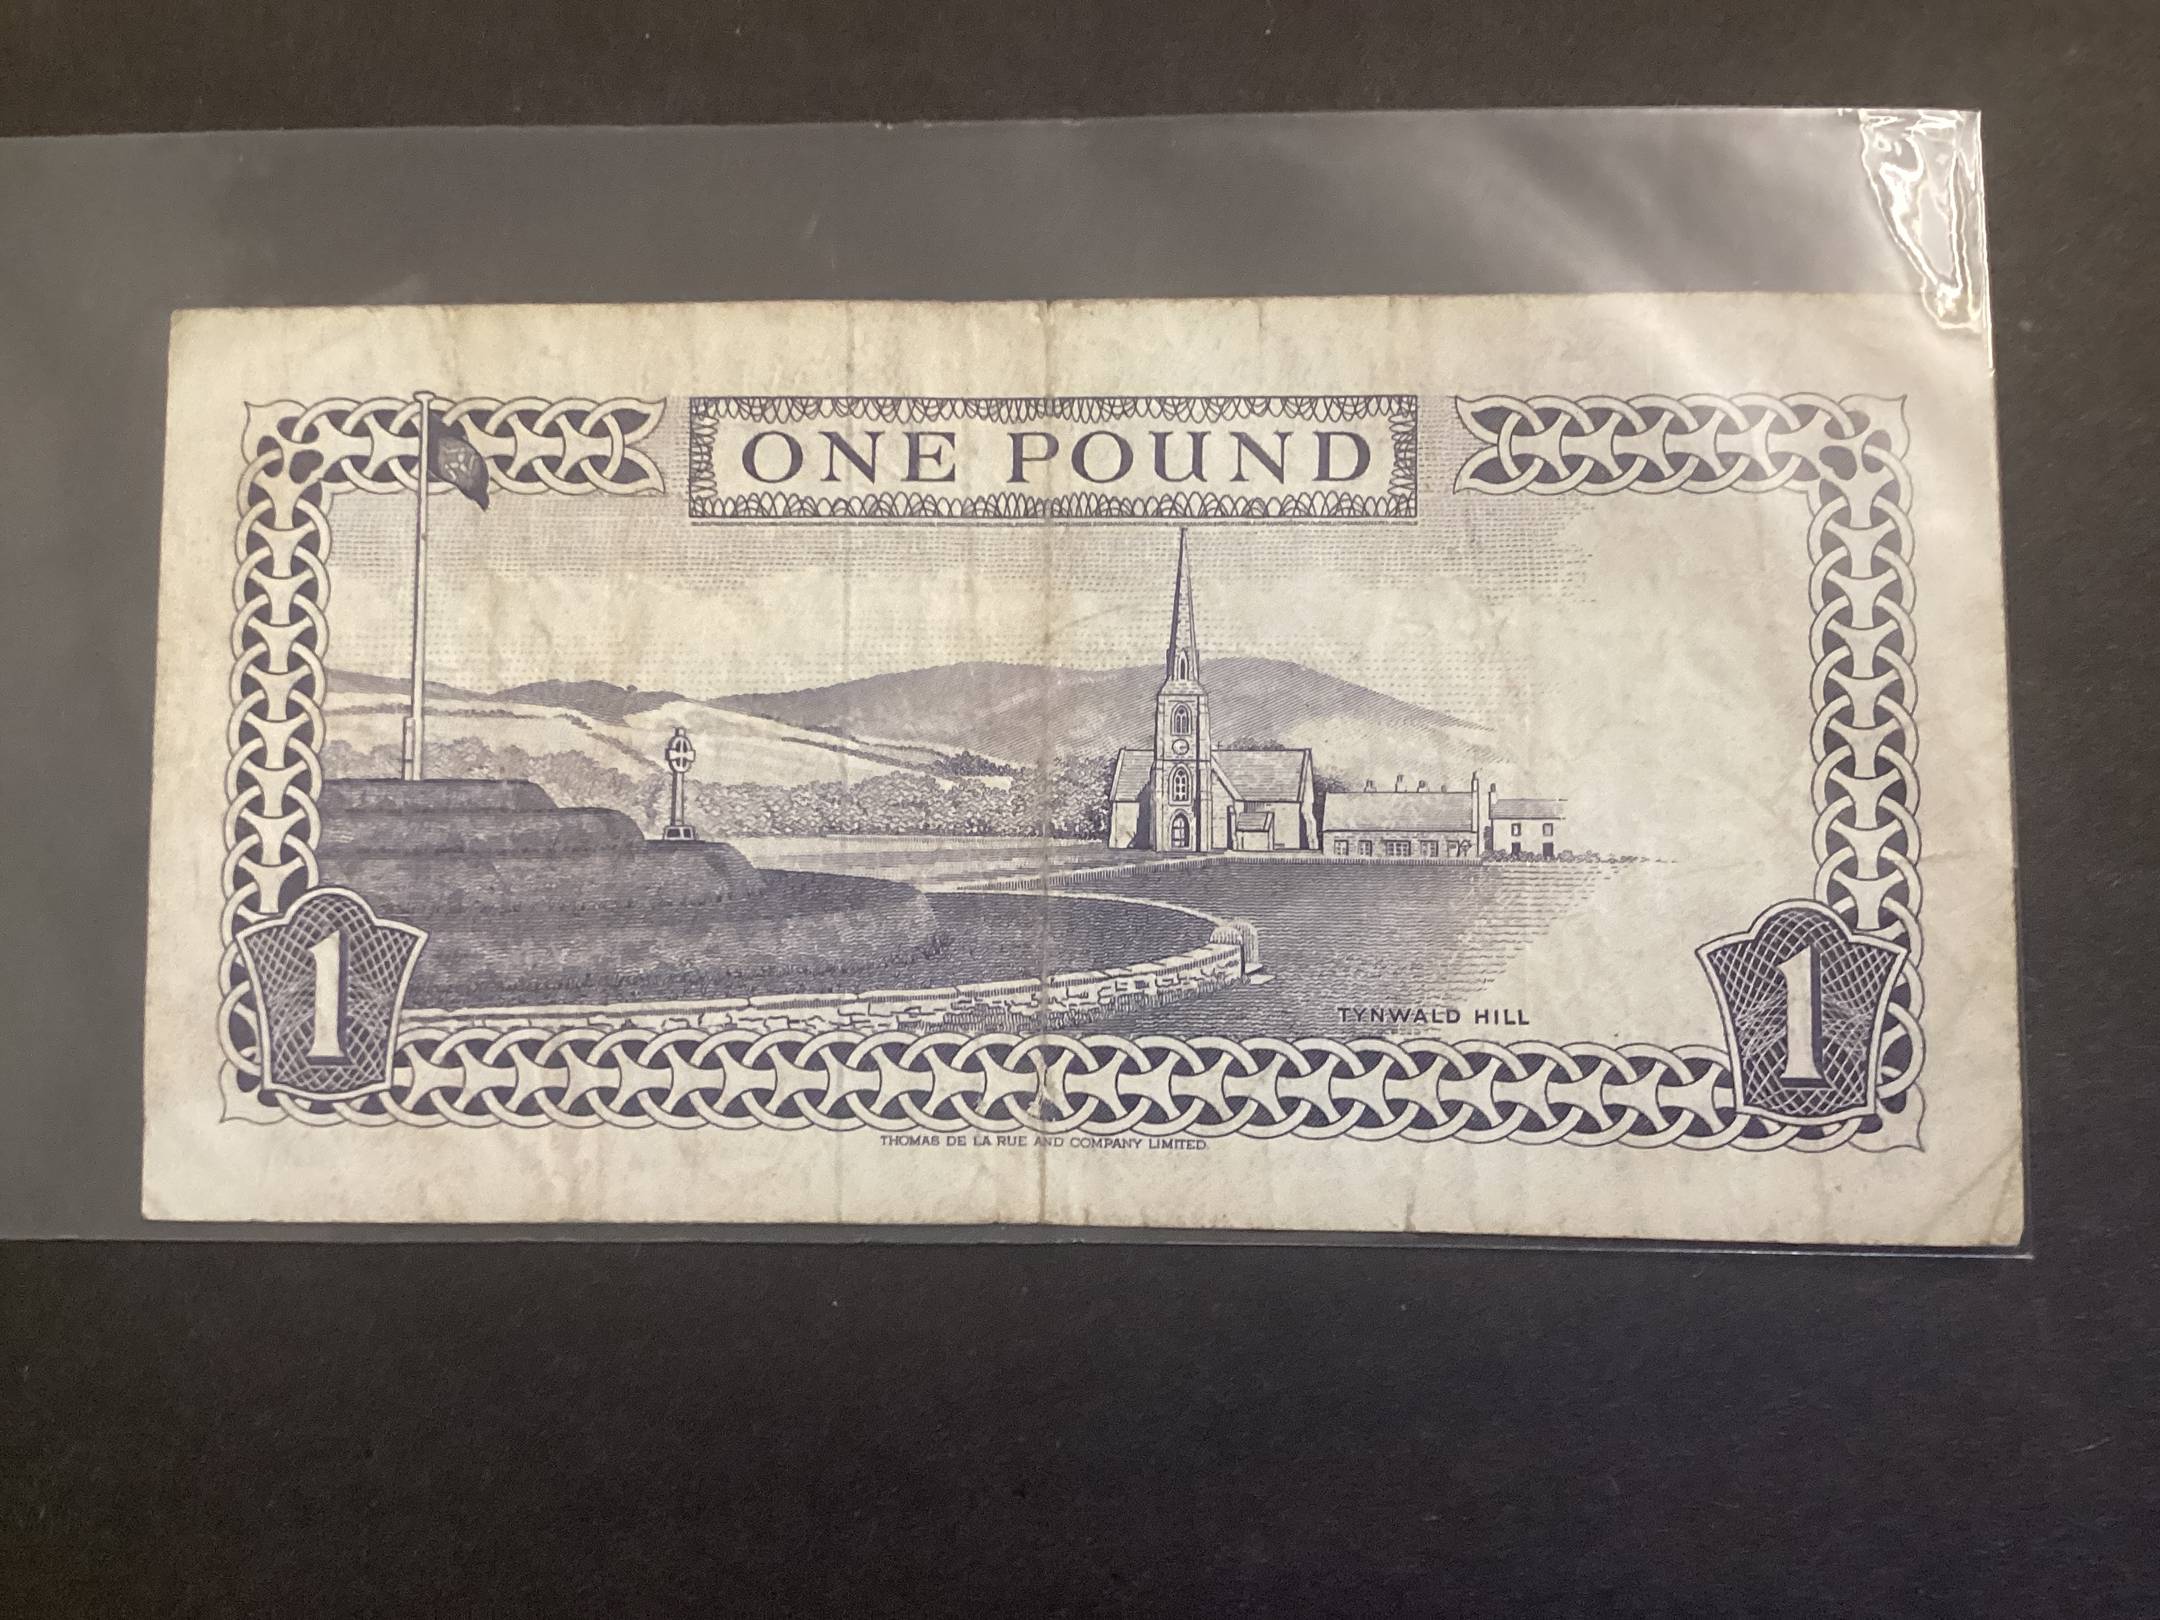 ONE POUND
TYNWALD HILL
1
1
THOMAS DE LA RUE AND COMPANY LIMITED.